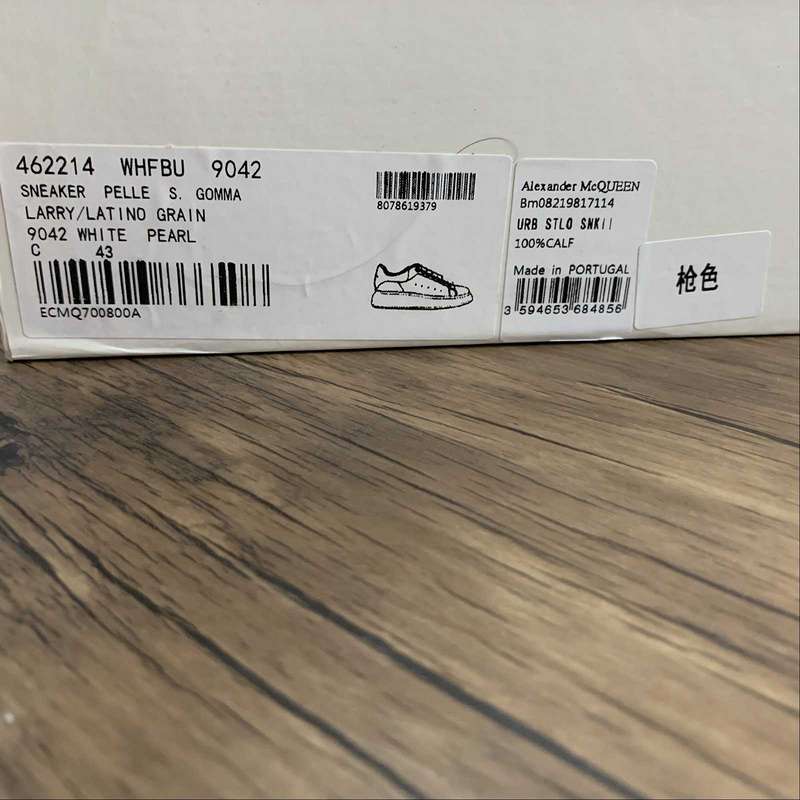 462214 WHFBU 9042
SNEAKER PELLE S. GOMMA
LARRY/LATINO GRAIN
9042 WHITE PEARL
C 43
ECMQ700800A
8078619379
Alexander McQUEEN
Bm08219817114
URB STLO SNKII
100%CALF
Made in PORTUGAL
3 594653 684856
枪色